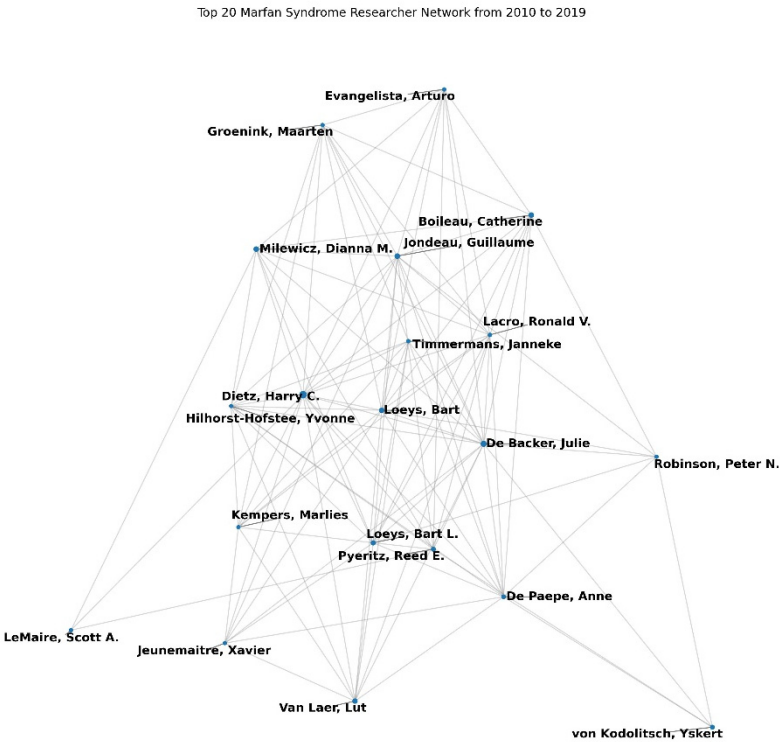 Top 20 Marfan Syndrome Researcher Network from 2010 to 2019
Evangelista, Arturo
Groenink, Maarten
Boileau, Catherine
Jondeau, Guillaume
Milewicz, Dianna M.
Lacro, Ronald V.
Timmermans, Janneke
Dietz, Harry C.
Loeys, Bart
Hilhorst-Hofstee, Yvonne
De Backer, Julie
Robinson, Peter N.
Kempers, Marlies
Loeys, Bart L.
Pyeritz, Reed E.
De Paepe, Anne
LeMaire, Scott A.
Jeunemaitre, Xavier
Van Laer, Lut
von Kodolitsch, Yskert